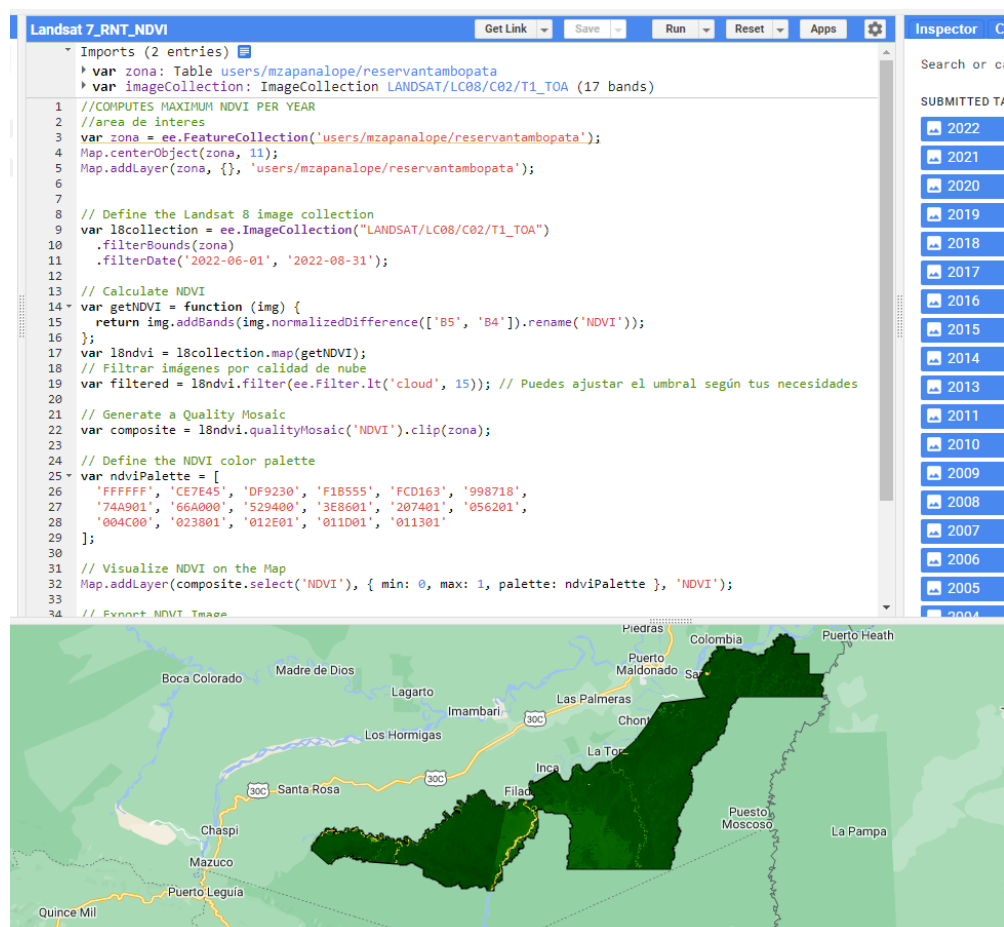 Landsat 7_RNT_NDVI
Get Link
Save
Run
Reset
Apps
Inspector
Imports (2 entries)
var zona: Table users/mzapanalope/reservantambopata
var imageCollection: ImageCollection LANDSAT/LC08/C02/T1_TOA (17 bands)
1 //COMPUTES MAXIMUM NDVI PER YEAR
2 //area de interes
3 var zona = ee.FeatureCollection('users/mzapanalope/reservantambopata');
4 Map.centerObject(zona, 11);
5 Map.addLayer(zona, {}, 'users/mzapanalope/reservantambopata');
6
7
8 // Define the Landsat 8 image collection
9 var l8collection = ee.ImageCollection("LANDSAT/LC08/C02/T1_TOA")
10 .filterBounds(zona)
11 .filterDate('2022-06-01', '2022-08-31');
12
13 // Calculate NDVI
14 var getNDVI = function (img) {
15 return img.addBands(img.normalizedDifference(['B5', 'B4']).rename('NDVI'));
16 };
17 var l8ndvi = l8collection.map(getNDVI);
18 // Filtrar imágenes por calidad de nube
19 var filtered = l8ndvi.filter(ee.Filter.lt('cloud', 15)); // Puedes ajustar el umbral según tus necesidades
20
21 // Generate a Quality Mosaic
22 var composite = l8ndvi.qualityMosaic('NDVI').clip(zona);
23
24 // Define the NDVI color palette
25 var ndviPalette = [
26 'FFFFFF', 'CE7E45', 'DF9230', 'F1B555', 'FCD163', '998718',
27 '74A901', '66A000', '529400', '3E8601', '207401', '056201',
28 '004C00', '023801', '012E01', '011D01', '011301'
29 ];
30
31 // Visualize NDVI on the Map
32 Map.addLayer(composite.select('NDVI'), { min: 0, max: 1, palette: ndviPalette }, 'NDVI');
33
34 // Export NDVI Image
Search or c
SUBMITTED TA
2022
2021
2020
2019
2018
2017
2016
2015
2014
2013
2011
2010
2009
2008
2007
2006
2005
2004
Piedras
Colombia
Puerto Heath
Puerto
Maldonado
Sa
Boca Colorado
Madre de Dios
Lagarto
Las Palmeras
Imambari
30C
Chont
Los Hormigas
La Tor
Inca
30C
30C
Santa Rosa
Filad
Puesto
Moscoso
La Pampa
Chaspi
Mazuco
Puerto Leguía
Quince Mil